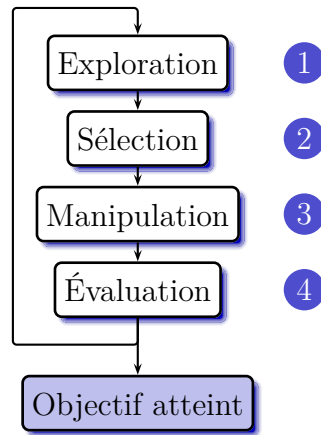 Exploration 1
Sélection 2
Manipulation 3
Évaluation 4
Objectif atteint